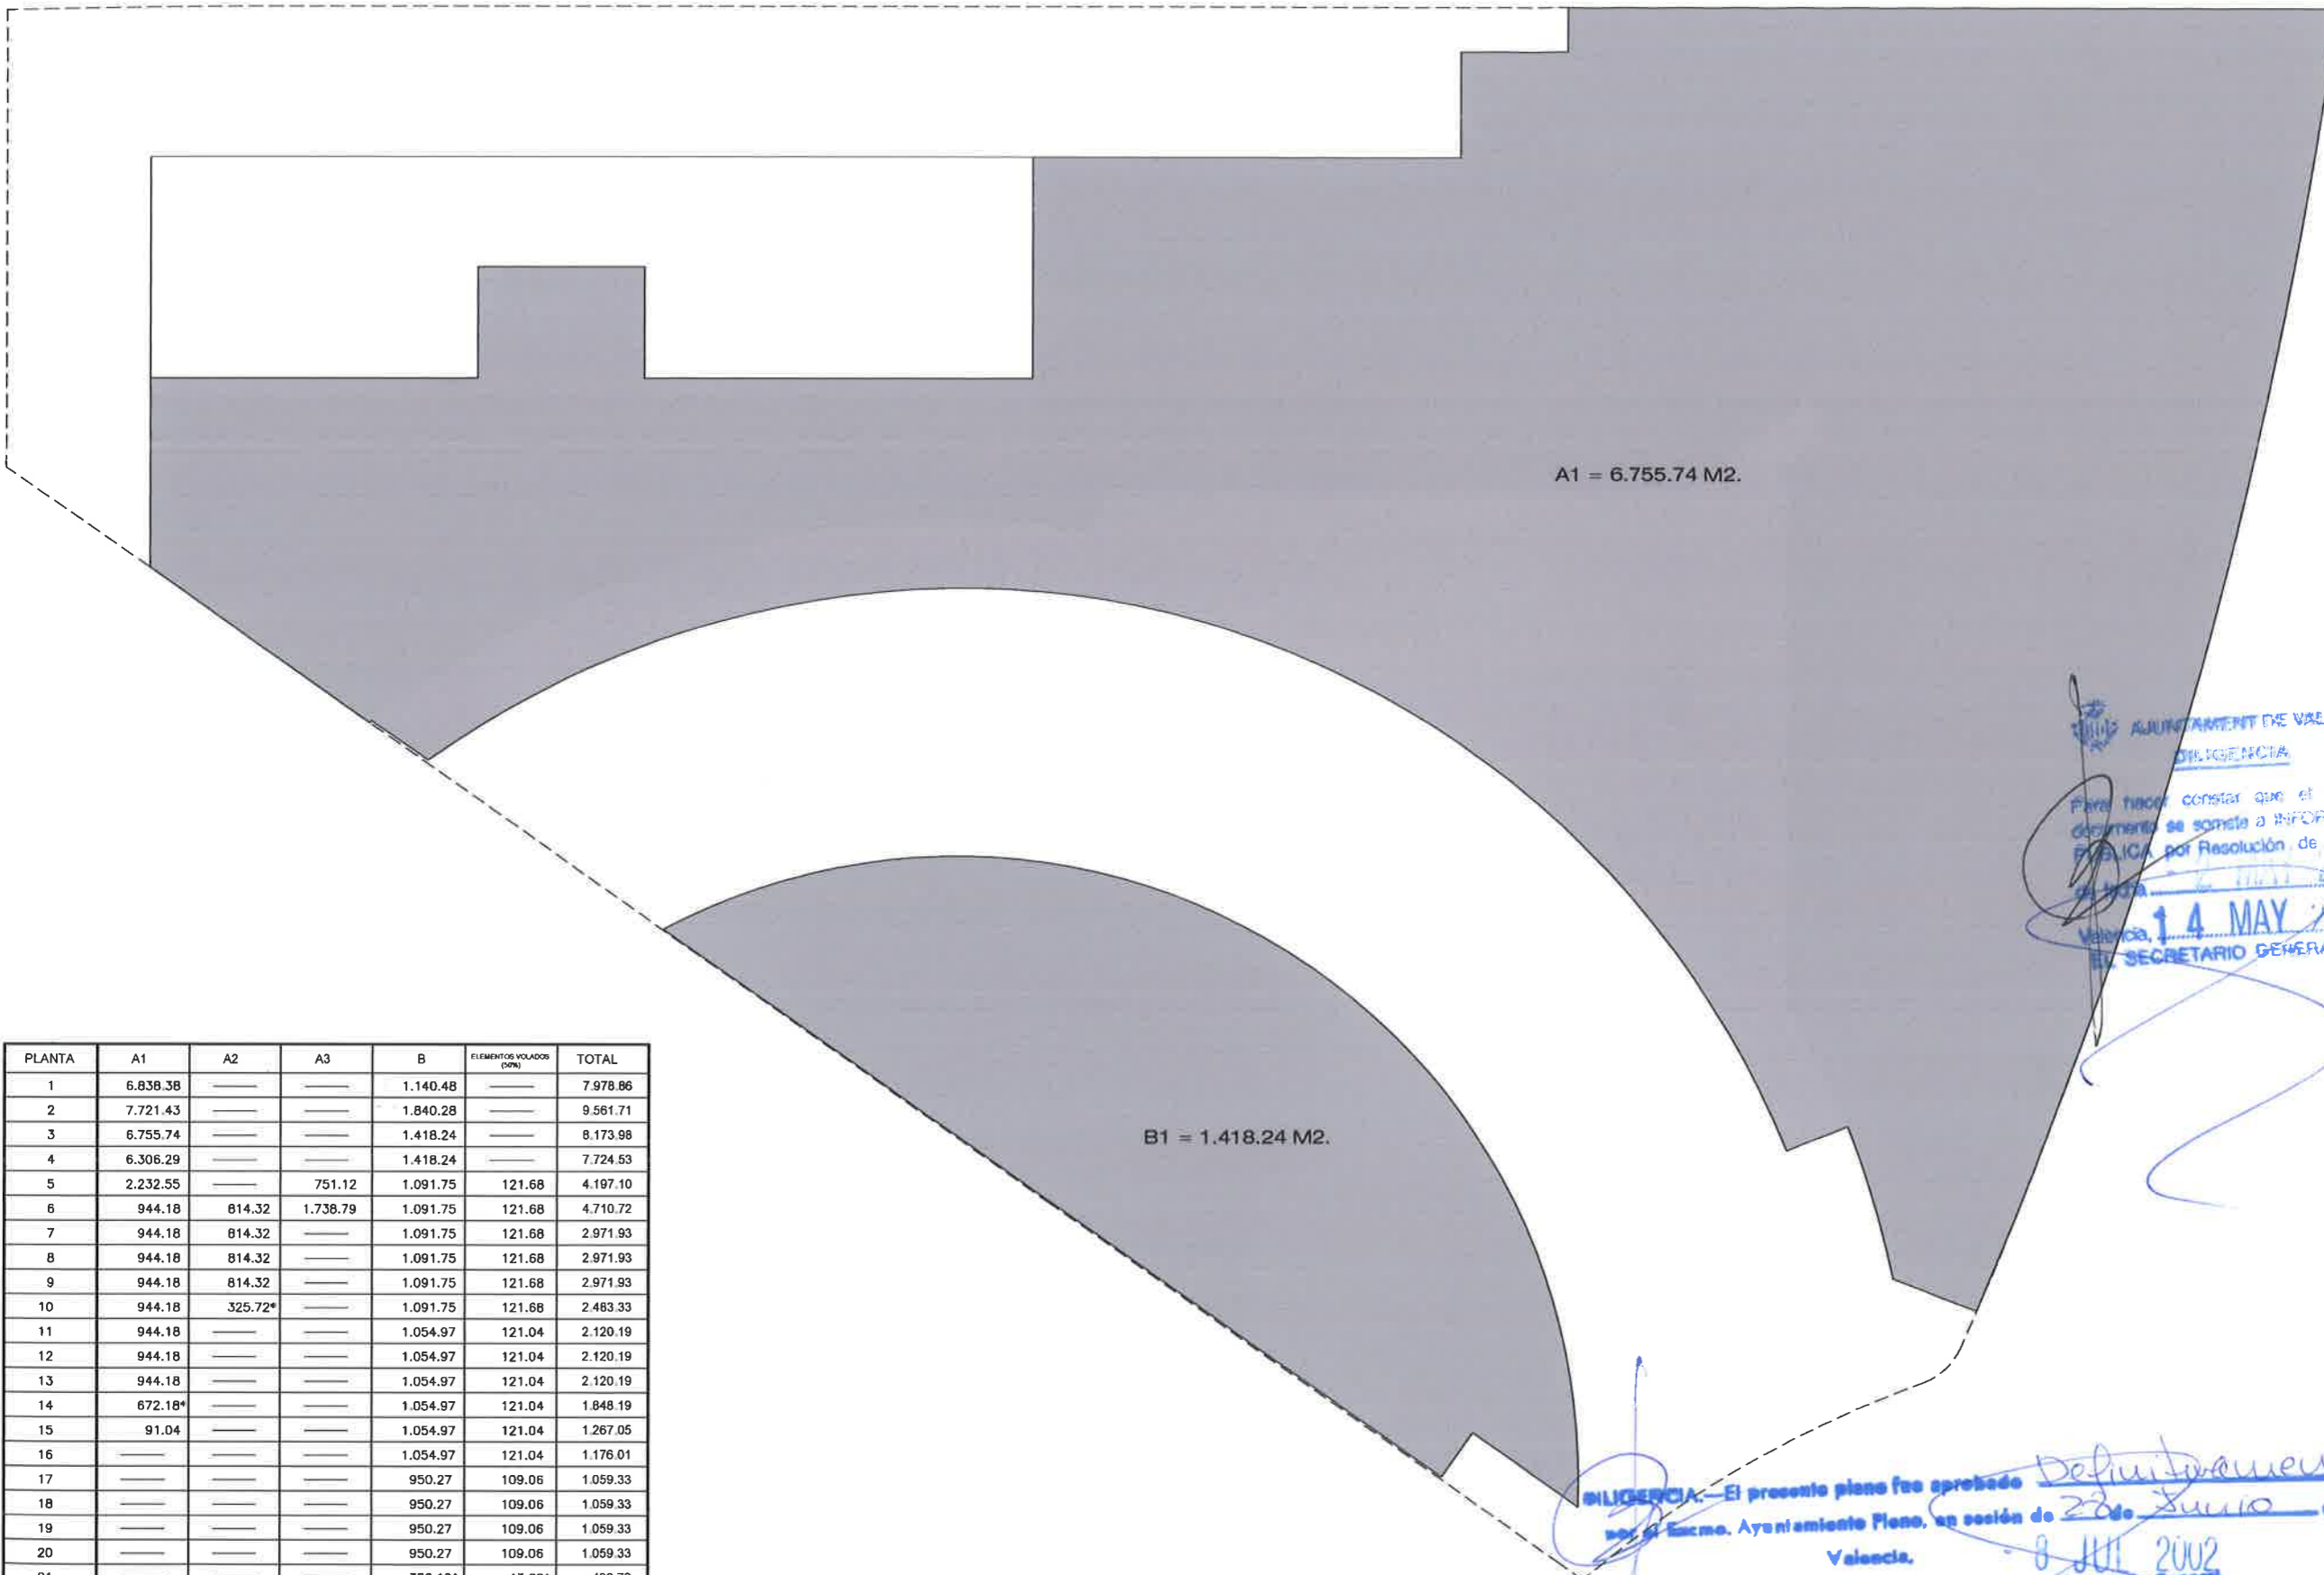 A1 = 6.755.74 M2.
AJUNTAMENT DE
DILIGENCIA
Para hacer constar que el
documento se somete a
PUBLICA por Resolución de
de fecha - 2 MAY
Valencia, 14 MAY
EL SECRETARIO
B1 = 1.418.24 M2.
PLANTA A1 A2 A3 B ELEMENTOS VOLADOS (50%) TOTAL
1 6.838.38 —— —— 1.140.48 —— 7.978.86
2 7.721.43 —— —— 1.840.28 —— 9.561.71
3 6.755.74 —— —— 1.418.24 —— 8.173.98
4 6.306.29 —— —— 1.418.24 —— 7.724.53
5 2.232.55 —— 751.12 1.091.75 121.68 4.197.10
6 944.18 814.32 1.738.79 1.091.75 121.68 4.710.72
7 944.18 814.32 —— 1.091.75 121.68 2.971.93
8 944.18 814.32 —— 1.091.75 121.68 2.971.93
9 944.18 814.32 —— 1.091.75 121.68 2.971.93
10 944.18 325.72* —— 1.091.75 121.68 2.483.33
11 944.18 —— —— 1.054.97 121.04 2.120.19
12 944.18 —— —— 1.054.97 121.04 2.120.19
13 944.18 —— —— 1.054.97 121.04 2.120.19
14 672.18* —— —— 1.054.97 121.04 1.848.19
15 91.04 —— —— 1.054.97 121.04 1.267.05
16 —— —— —— 1.054.97 121.04 1.176.01
17 —— —— —— 950.27 109.06 1.059.33
18 —— —— —— 950.27 109.06 1.059.33
19 —— —— —— 950.27 109.06 1.059.33
20 —— —— —— 950.27 109.06 1.059.33
DILIGENCIA.—El presente plano fue aprobado
por el Excmo. Ayuntamiento Pleno, en sesión de de Junio
Valencia, - 8 JUL 2002